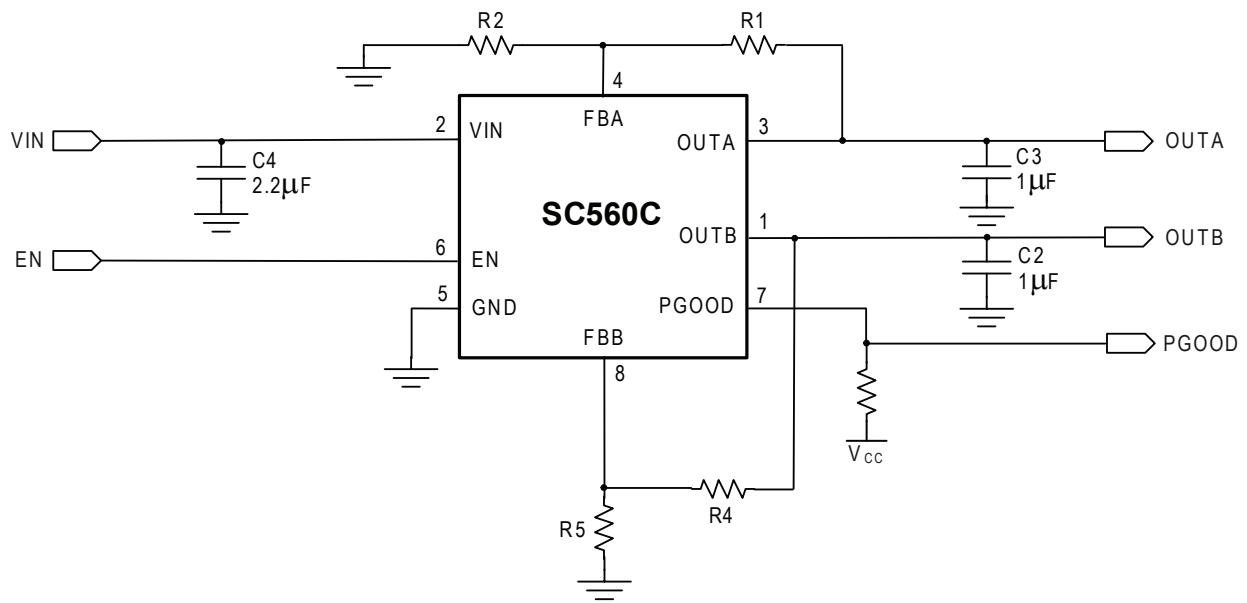 R2
R1
4
FBA
VIN
2
VIN
C4
2.2µF
OUTA
3
C3
1µF
OUTA
SC560C
OUTB
1
OUTB
C2
1µF
EN
6
EN
5
GND
PGOOD
7
PGOOD
FBB
8
VCC
R4
R5